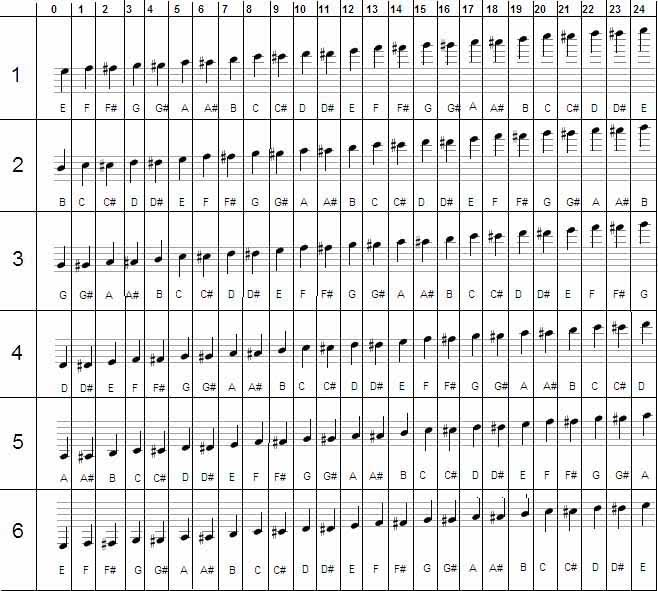 0 1 2 3 4 5 6 7 8 9 10 11 12 13 14 15 16 17 18 19 20 21 22 23 24
1
E F F# G G# A A# B C C# D D# E F F# G G# A A# B C C# D D# E
2
B C C# D D# E F F# G G# A A# B C C# D D# E F F# G G# A A# B
3
G G# A A# B C C# D D# E F F# G G# A A# B C C# D D# E F F# G
4
D D# E F F# G G# A A# B C C# D D# E F F# G G# A A# B C C# D
5
A A# B C C# D D# E F F# G G# A A# B C C# D D# E F F# G G# A
6
E F F# G G# A A# B C C# D D# E F F# G G# A A# B C C# D D# E